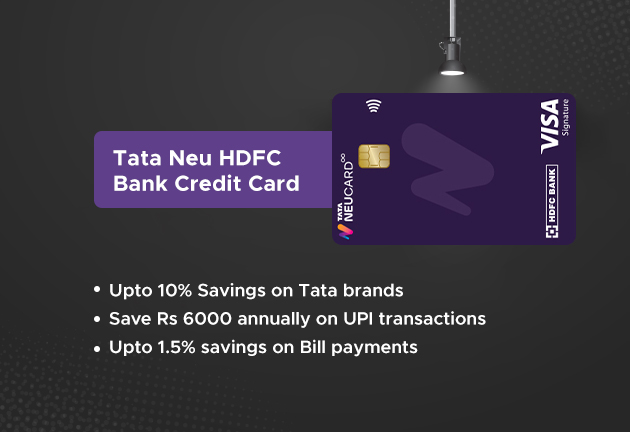 Tata Neu HDFC
Bank Credit Card
TATA
NEUCARD∞
VISA
Signature
HDFC BANK
• Upto 10% Savings on Tata brands
• Save Rs 6000 annually on UPI transactions
• Upto 1.5% savings on Bill payments